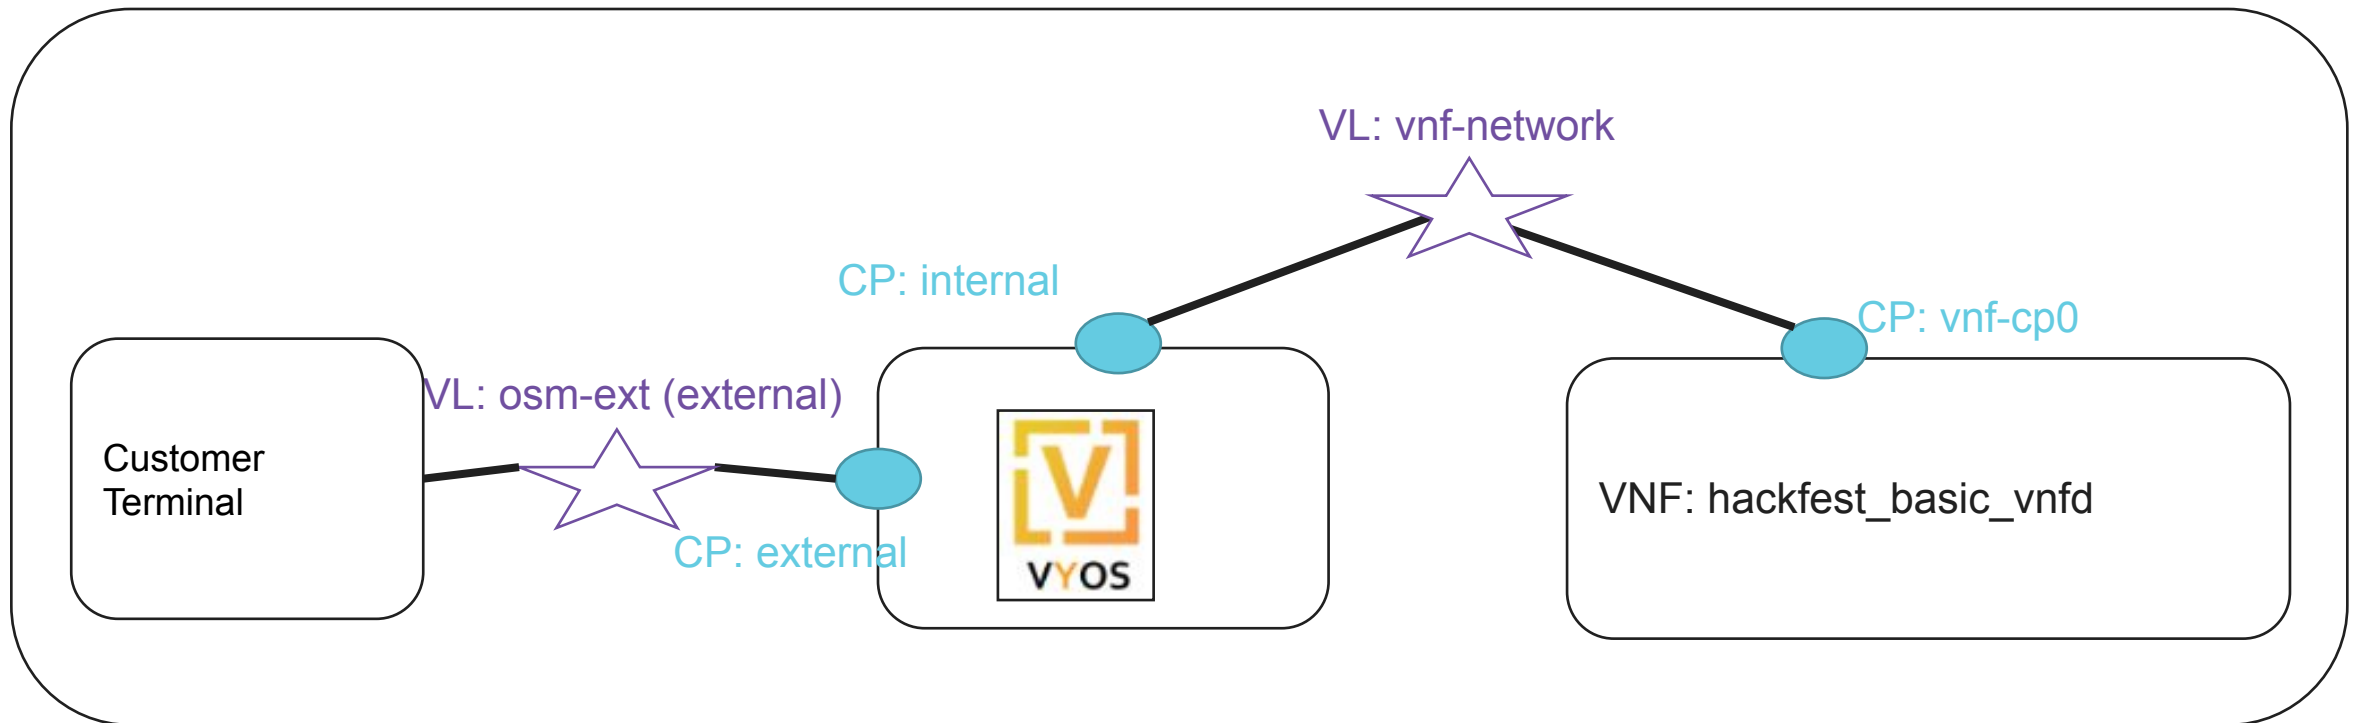 VL: vnf-network
CP: internal
CP: vnf-cp0
VL: osm-ext (external)
Customer
Terminal
CP: external
V
VYOS
VNF: hackfest_basic_vnfd